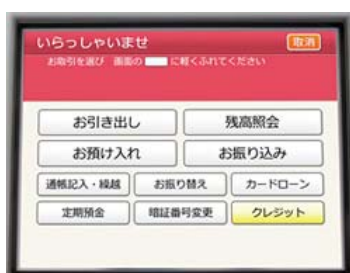 いらっしゃいませ 取消
お取引を選び 画面の に軽くふれてください
お引き出し 残高照会
お預け入れ お振り込み
通帳記入・繰越 お振り替え カードローン
定期預金 暗証番号変更 クレジット